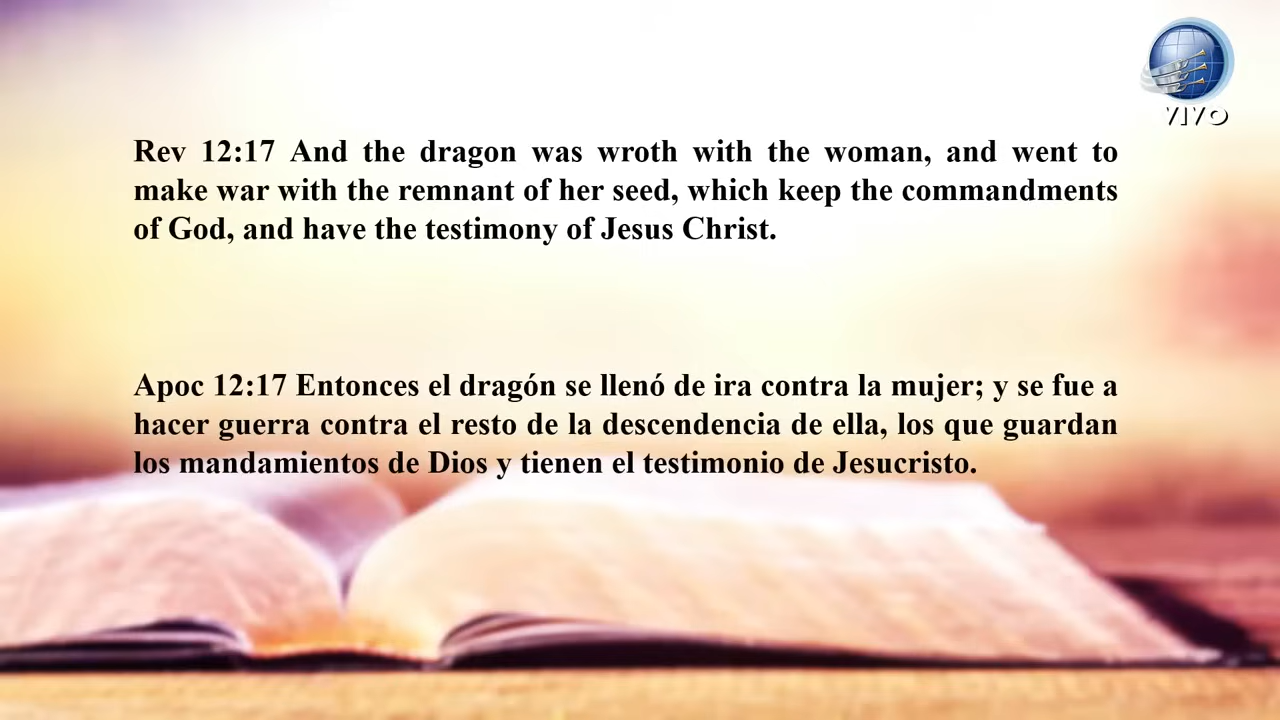 VIVO
Rev 12:17 And the dragon was wroth with the woman, and went to
make war with the remnant of her seed, which keep the commandments
of God, and have the testimony of Jesus Christ.
Apoc 12:17 Entonces el dragón se llenó de ira contra la mujer; y se fue a
hacer guerra contra el resto de la descendencia de ella, los que guardan
los mandamientos de Dios y tienen el testimonio de Jesucristo.